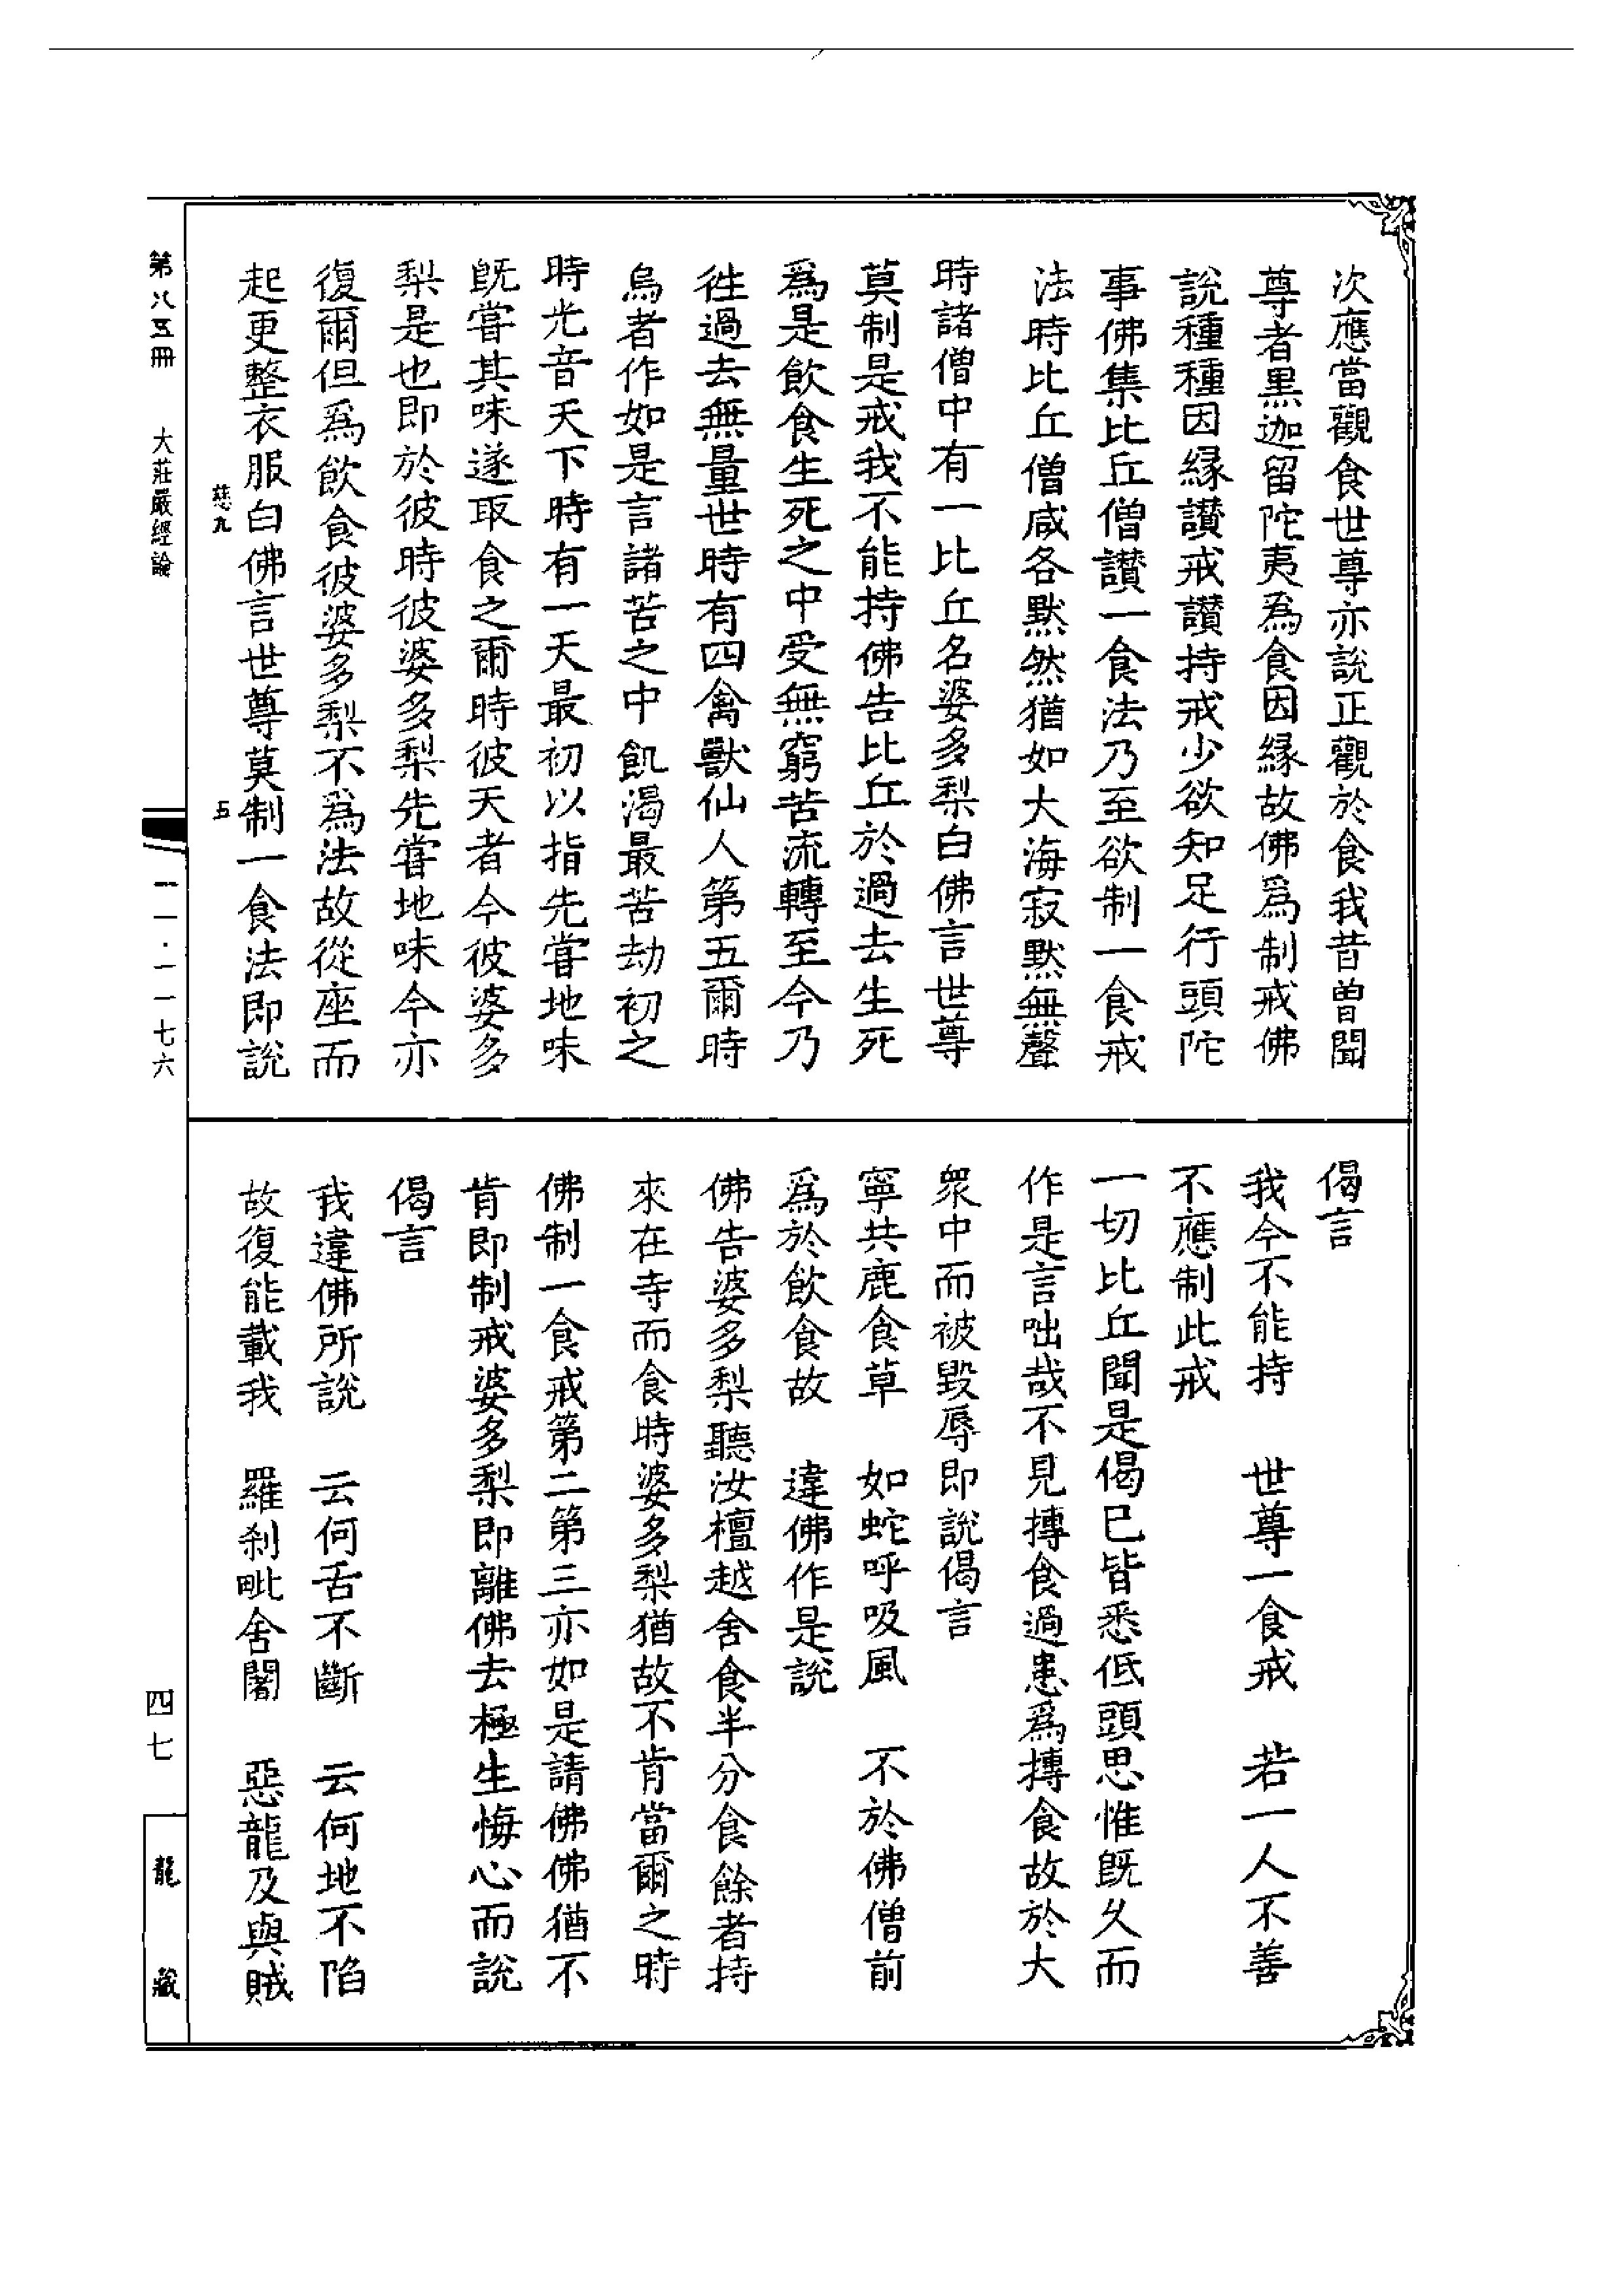 次應當觀食世尊亦說正觀於食我昔曾聞
尊者黑迦留陀夷為食因緣故佛爲制戒佛
說種種因緣讃戒讃持戒少欲知足行頭陀
事佛集比丘僧讃一食法乃至欲制一食戒
法時比丘僧咸各默然猶如大海寂默無聲
時諸僧中有一比丘名婆多梨白佛言世尊
莫制是戒我不能持佛告比丘於過去生死
爲是飲食生死之中受無窮苦流轉至今乃
徃過去無量世時有四禽獸仙人第五爾時
烏者作如是言諸苦之中飢渴最苦劫初之
時光音天下時有一天最初以指先嘗地味
旣嘗其味遂取食之爾時彼天者今彼婆多
梨是也即於彼時彼婆多梨先嘗地味今亦
復爾但爲飲食彼婆多梨不爲法故從座而
起更整衣服白佛言世尊莫制一食法即說
偈言
我今不能持　世尊一食戒　若一人不善
不應制此戒
一切比丘聞是偈已皆悉低頭思惟旣久而
作是言咄哉不見摶食過患爲摶食故於大
衆中而被毀辱即說偈言
寧共鹿食草　如蛇呼吸風　不於佛僧前
爲於飲食故　違佛作是說
佛告婆多梨聽汝檀越舍食半分食餘者持
來在寺而食時婆多梨猶故不肯當爾之時
佛制一食戒第二第三亦如是請佛佛猶不
肯即制戒婆多梨即離佛去極生悔心而說
偈言
我違佛所說　云何舌不斷　云何地不陷
故復能載我　羅刹毗舍闍　惡龍及與賊
慈九　五
第八五冊　大莊嚴經論　一一·一一七六　四七　龍藏